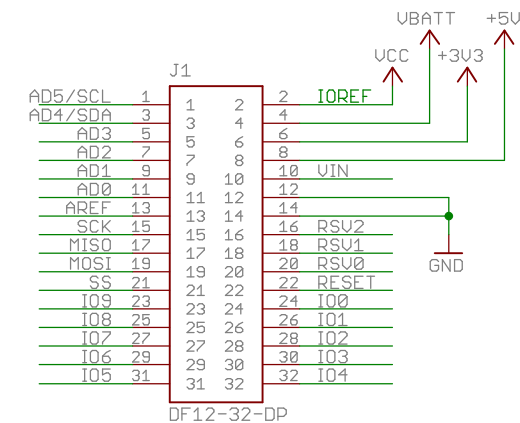 VBATT +5V
VCC +3V3
J1
AD5/SCL 1 1 2 2 IOREF
AD4/SDA 3 3 4 4
AD3 5 5 6 6
AD2 7 7 8 8
AD1 9 9 10 10 VIN
AD0 11 11 12 12
AREF 13 13 14 14
SCK 15 15 16 16 RSV2
MISO 17 17 18 18 RSV1
MOSI 19 19 20 20 RSV0
SS 21 21 22 22 RESET
IO9 23 23 24 24 IO0
IO8 25 25 26 26 IO1
IO7 27 27 28 28 IO2
IO6 29 29 30 30 IO3
IO5 31 31 32 32 IO4
GND
DF12-32-DP